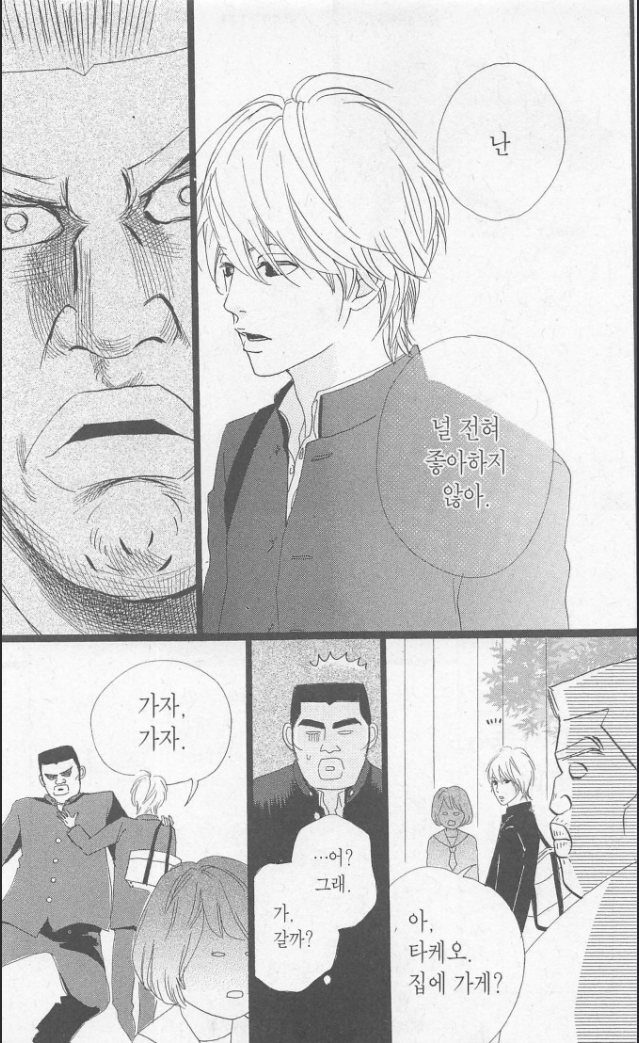 난
널 전혀
좋아하지
않아.
아,
타케오.
집에 가게?
…어?
그래.
가,
갈까?
가자,
가자.